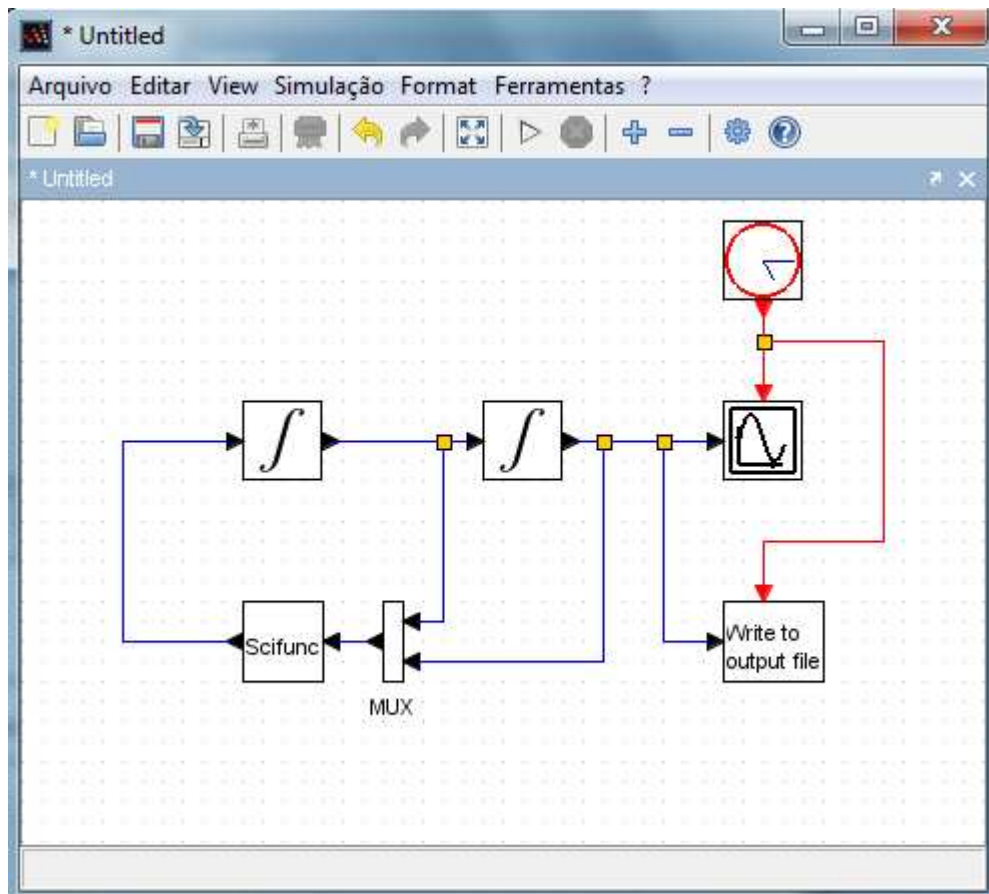 * Untitled
Arquivo Editar View Simulação Format Ferramentas ?
* Untitled
Scifunc
MUX
Write to
output file